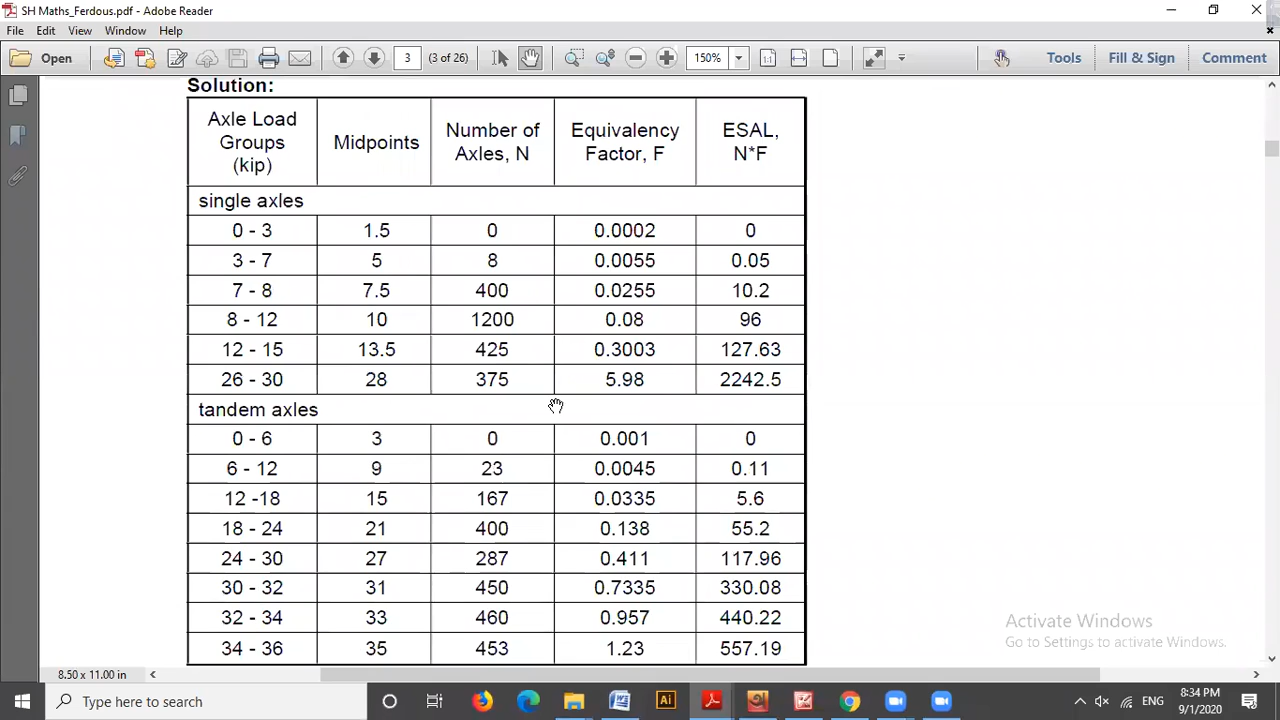 SH Maths_Ferdous.pdf - Adobe Reader
File Edit View Window Help
Open 3 (3 of 26) 150% Tools Fill & Sign Comment
Solution:
Axle Load Groups (kip) Midpoints Number of Axles, N Equivalency Factor, F ESAL, N*F
single axles
0 - 3 1.5 0 0.0002 0
3 - 7 5 8 0.0055 0.05
7 - 8 7.5 400 0.0255 10.2
8 - 12 10 1200 0.08 96
12 - 15 13.5 425 0.3003 127.63
26 - 30 28 375 5.98 2242.5
tandem axles
0 - 6 3 0 0.001 0
6 - 12 9 23 0.0045 0.11
12 -18 15 167 0.0335 5.6
18 - 24 21 400 0.138 55.2
24 - 30 27 287 0.411 117.96
30 - 32 31 450 0.7335 330.08
32 - 34 33 460 0.957 440.22
34 - 36 35 453 1.23 557.19
Activate Windows
Go to Settings to activate Windows.
8.50 x 11.00 in
Type here to search
ENG
8:34 PM
9/1/2020